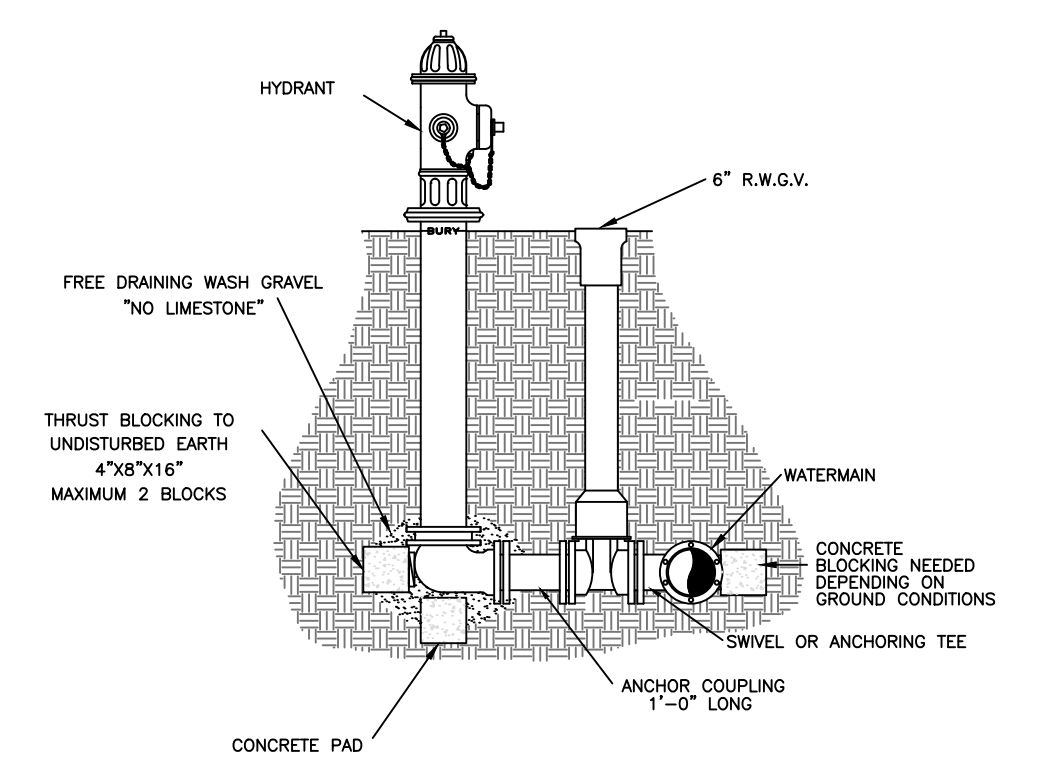 HYDRANT
6” R.W.G.V.
BURY
FREE DRAINING WASH GRAVEL
”NO LIMESTONE”
THRUST BLOCKING TO
UNDISTURBED EARTH
4”X8”X16”
MAXIMUM 2 BLOCKS
WATERMAIN
CONCRETE
BLOCKING NEEDED
DEPENDING ON
GROUND CONDITIONS
SWIVEL OR ANCHORING TEE
ANCHOR COUPLING
1’-0” LONG
CONCRETE PAD